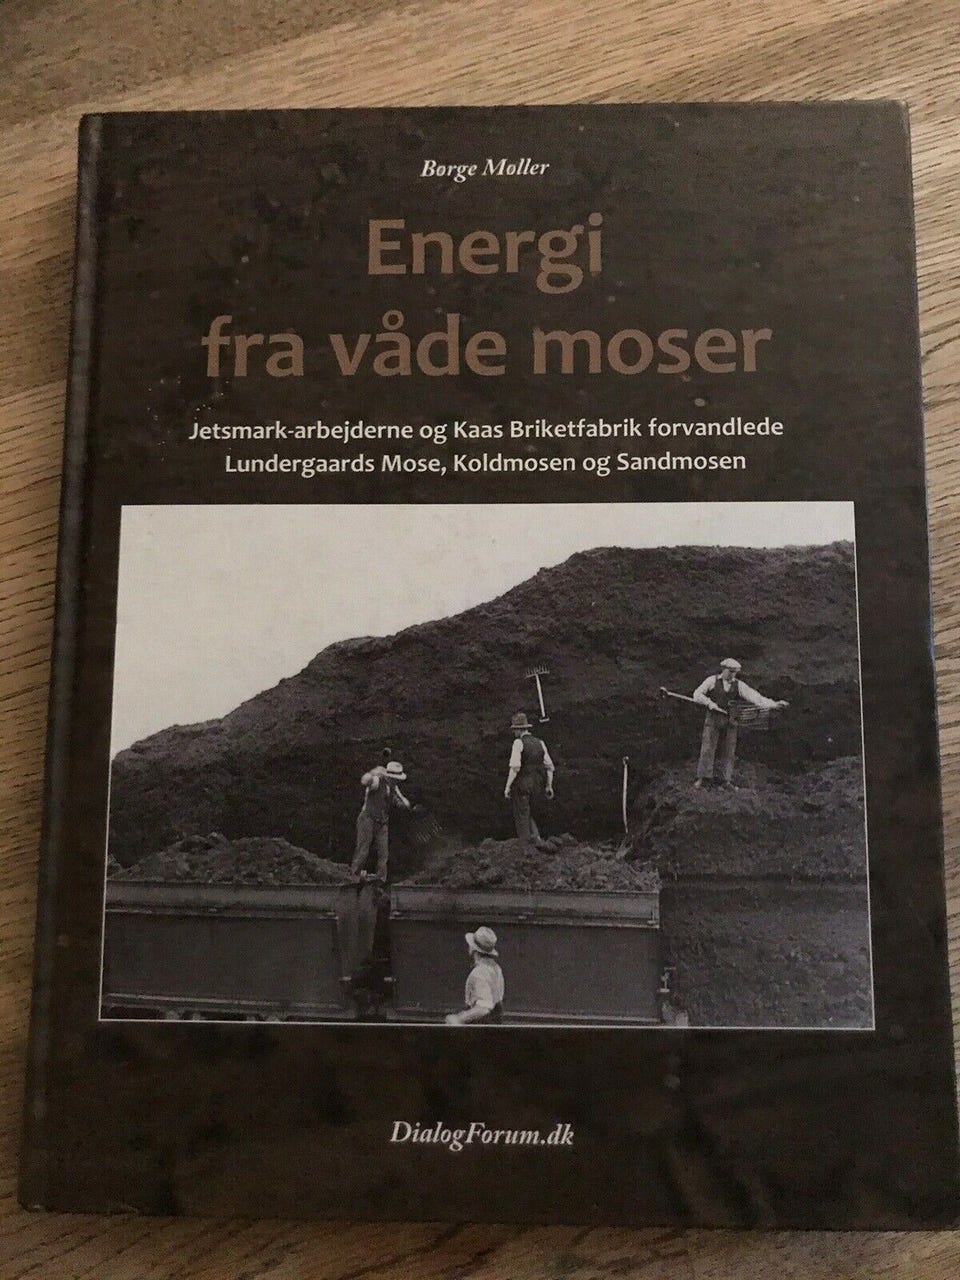 Børge Møller
Energi
fra våde moser
Jetsmark-arbejderne og Kaas Briketfabrik forvandlede
Lundergaards Mose, Koldmosen og Sandmosen
DialogForum.dk